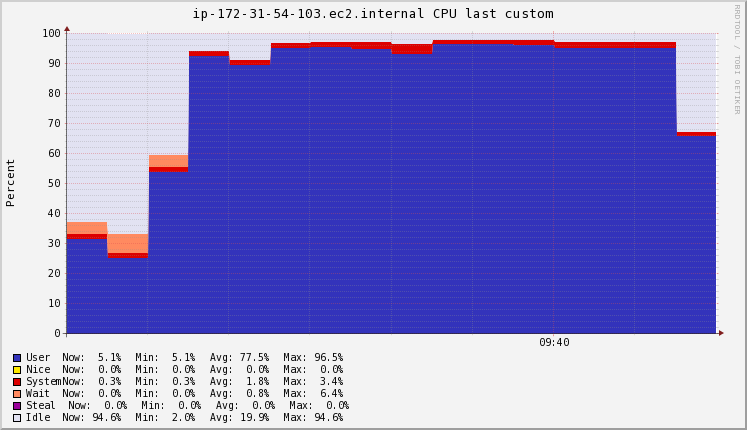 ip-172-31-54-103.ec2.internal CPU last custom
RRDTOOL / TOBI OETIKER
Percent
100
90
80
70
60
50
40
30
20
10
0
09:40
User Now: 5.1% Min: 5.1% Avg: 77.5% Max: 96.5%
Nice Now: 0.0% Min: 0.0% Avg: 0.0% Max: 0.0%
System Now: 0.3% Min: 0.3% Avg: 1.8% Max: 3.4%
Wait Now: 0.0% Min: 0.0% Avg: 0.8% Max: 6.4%
Steal Now: 0.0% Min: 0.0% Avg: 0.0% Max: 0.0%
Idle Now: 94.6% Min: 2.0% Avg: 19.9% Max: 94.6%